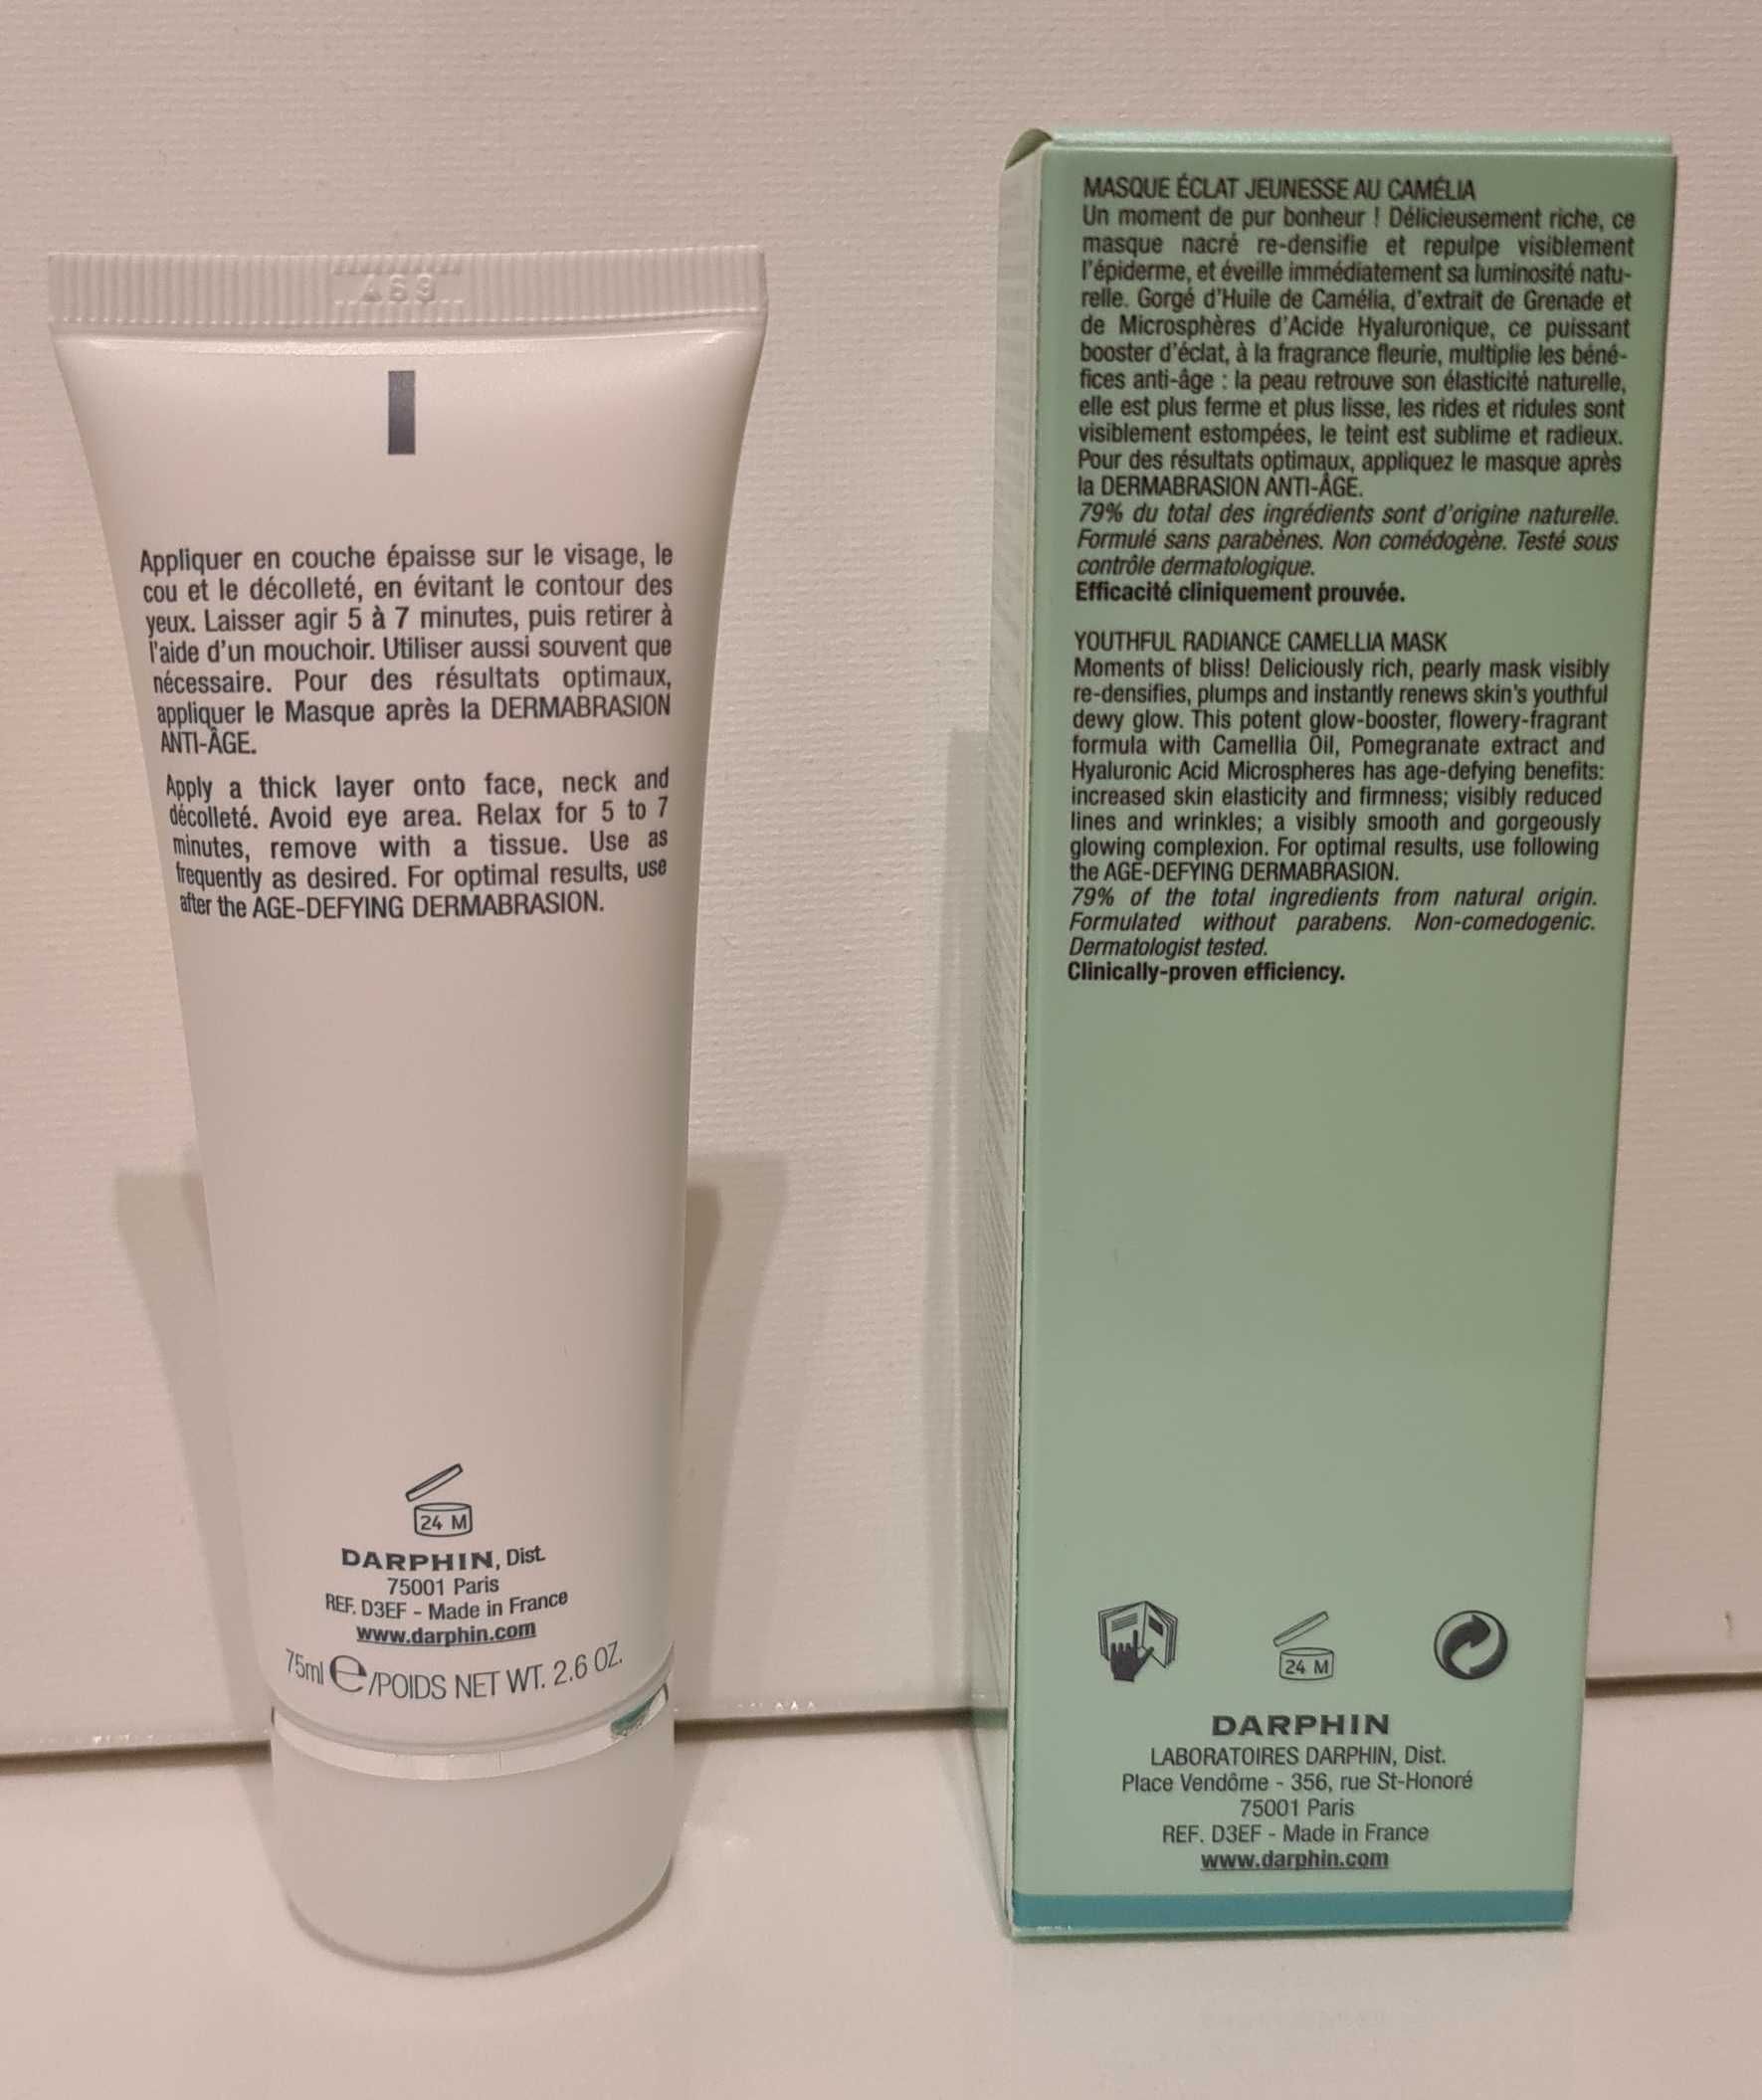 A69
Appliquer en couche épaisse sur le visage, le
cou et le décolleté, en évitant le contour des
yeux. Laisser agir 5 à 7 minutes, puis retirer à
l'aide d'un mouchoir. Utiliser aussi souvent que
nécessaire. Pour des résultats optimaux,
appliquer le Masque après la DERMABRASION
ANTI-ÂGE.
Apply a thick layer onto face, neck and
décolleté. Avoid eye area. Relax for 5 to 7
minutes, remove with a tissue. Use as
frequently as desired. For optimal results, use
after the AGE-DEFYING DERMABRASION.
24 M
DARPHIN, Dist.
75001 Paris
REF. D3EF - Made in France
www.darphin.com
75ml e/POIDS NET WT. 2.6 OZ.
MASQUE ÉCLAT JEUNESSE AU CAMÉLIA
Un moment de pur bonheur ! Délicieusement riche, ce
masque nacré re-densifie et repulpe visiblement
l'épiderme, et éveille immédiatement sa luminosité natu-
relle. Gorgé d'Huile de Camélia, d'extrait de Grenade et
de Microsphères d'Acide Hyaluronique, ce puissant
booster d'éclat, à la fragrance fleurie, multiplie les béné-
fices anti-âge : la peau retrouve son élasticité naturelle,
elle est plus ferme et plus lisse, les rides et ridules sont
visiblement estompées, le teint est sublime et radieux.
Pour des résultats optimaux, appliquez le masque après
la DERMABRASION ANTI-ÂGE.
79% du total des ingrédients sont d'origine naturelle.
Formulé sans parabènes. Non comédogène. Testé sous
contrôle dermatologique.
Efficacité cliniquement prouvée.
YOUTHFUL RADIANCE CAMELLIA MASK
Moments of bliss! Deliciously rich, pearly mask visibly
re-densifies, plumps and instantly renews skin's youthful
dewy glow. This potent glow-booster, flowery-fragrant
formula with Camellia Oil, Pomegranate extract and
Hyaluronic Acid Microspheres has age-defying benefits:
increased skin elasticity and firmness; visibly reduced
lines and wrinkles; a visibly smooth and gorgeously
glowing complexion. For optimal results, use following
the AGE-DEFYING DERMABRASION.
79% of the total ingredients from natural origin.
Formulated without parabens. Non-comedogenic.
Dermatologist tested.
Clinically-proven efficiency.
24 M
DARPHIN
LABORATOIRES DARPHIN, Dist.
Place Vendôme - 356, rue St-Honoré
75001 Paris
REF. D3EF - Made in France
www.darphin.com